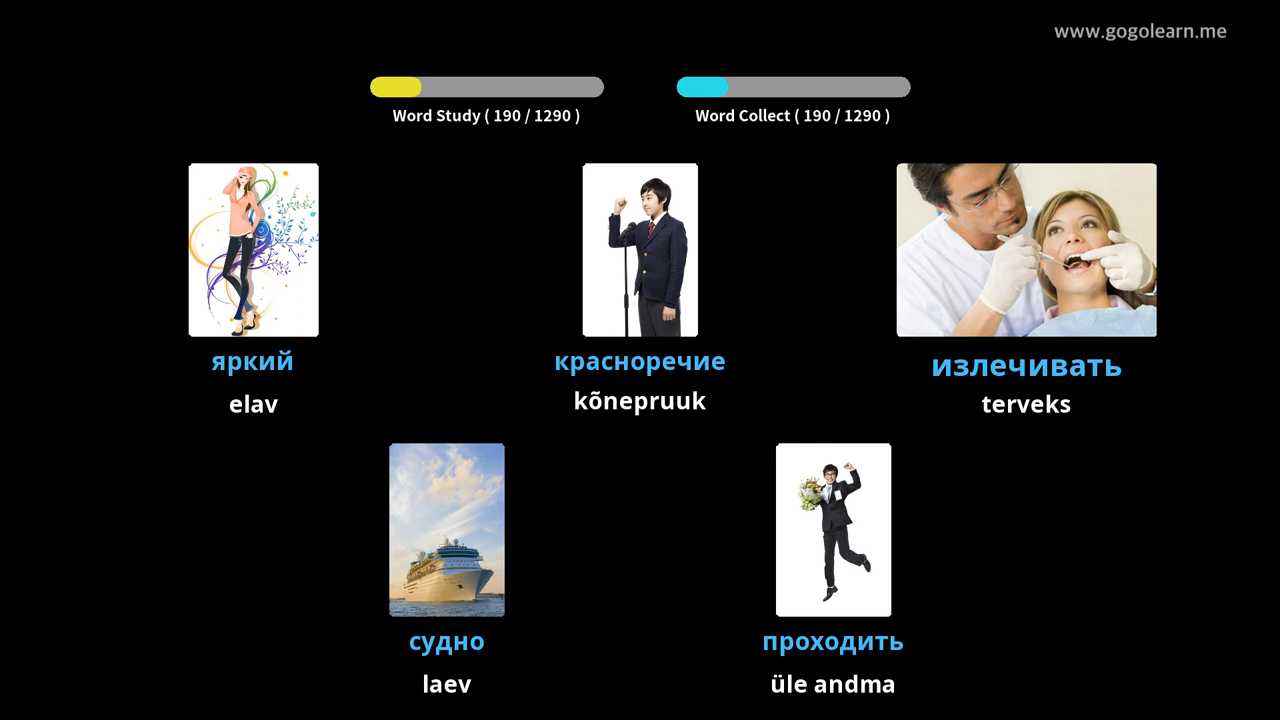 www.gogolearn.me
Word Study ( 190 / 1290 )
Word Collect ( 190 / 1290 )
яркий
elav
красноречие
kõnepruuk
излечивать
terveks
судно
laev
проходить
üle andma